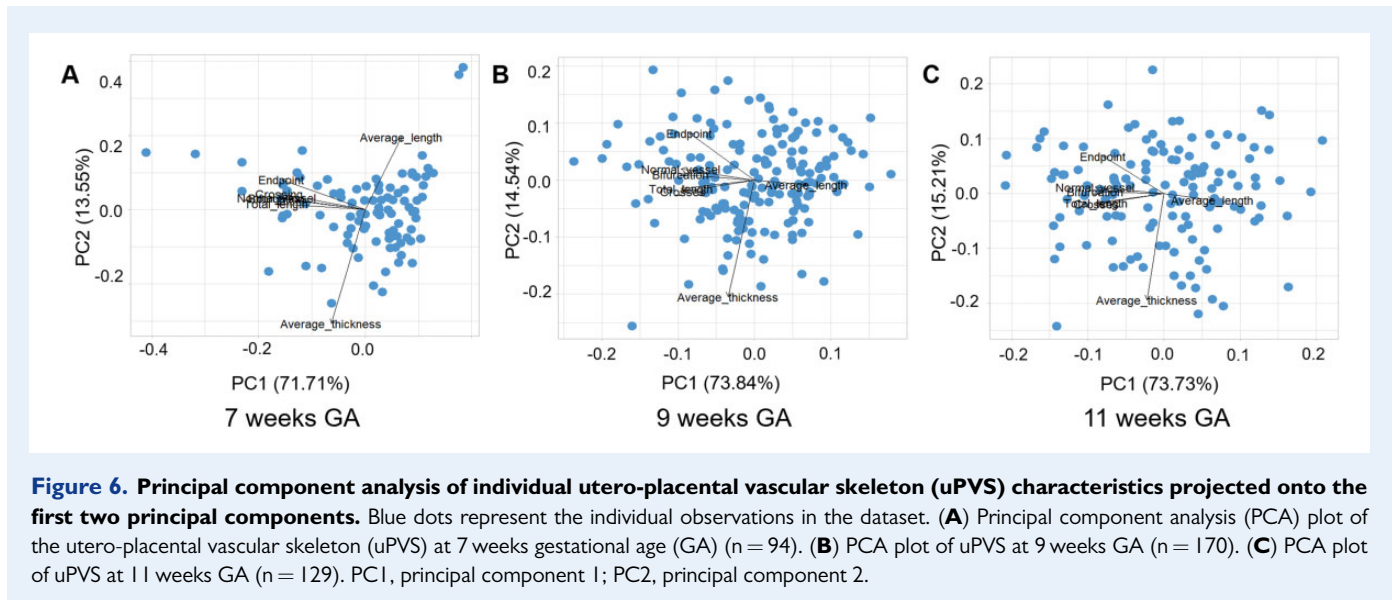 A
0.4
0.2
0.0
-0.2
PC2 (13.55%)
Average_length
Endpoint
Crossing
Total_length
Average_thickness
-0.4
-0.2
0.0
PC1 (71.71%)
7 weeks GA
B
0.2
0.1
0.0
-0.1
-0.2
PC2 (14.54%)
Endpoint
Normal_vessel
Bifurcation
Total_length
Average_length
Average_thickness
-0.2
-0.1
0.0
0.1
PC1 (73.84%)
9 weeks GA
C
0.2
0.1
0.0
-0.1
-0.2
PC2 (15.21%)
Endpoint
Normal_vessel
Bifurcation
Total_length
Average_length
Average_thickness
-0.2
-0.1
0.0
0.1
0.2
PC1 (73.73%)
11 weeks GA
Figure 6. Principal component analysis of individual utero-placental vascular skeleton (uPVS) characteristics projected onto the
first two principal components. Blue dots represent the individual observations in the dataset. (A) Principal component analysis (PCA) plot of
the utero-placental vascular skeleton (uPVS) at 7 weeks gestational age (GA) (n = 94). (B) PCA plot of uPVS at 9 weeks GA (n = 170). (C) PCA plot
of uPVS at 11 weeks GA (n = 129). PC1, principal component 1; PC2, principal component 2.